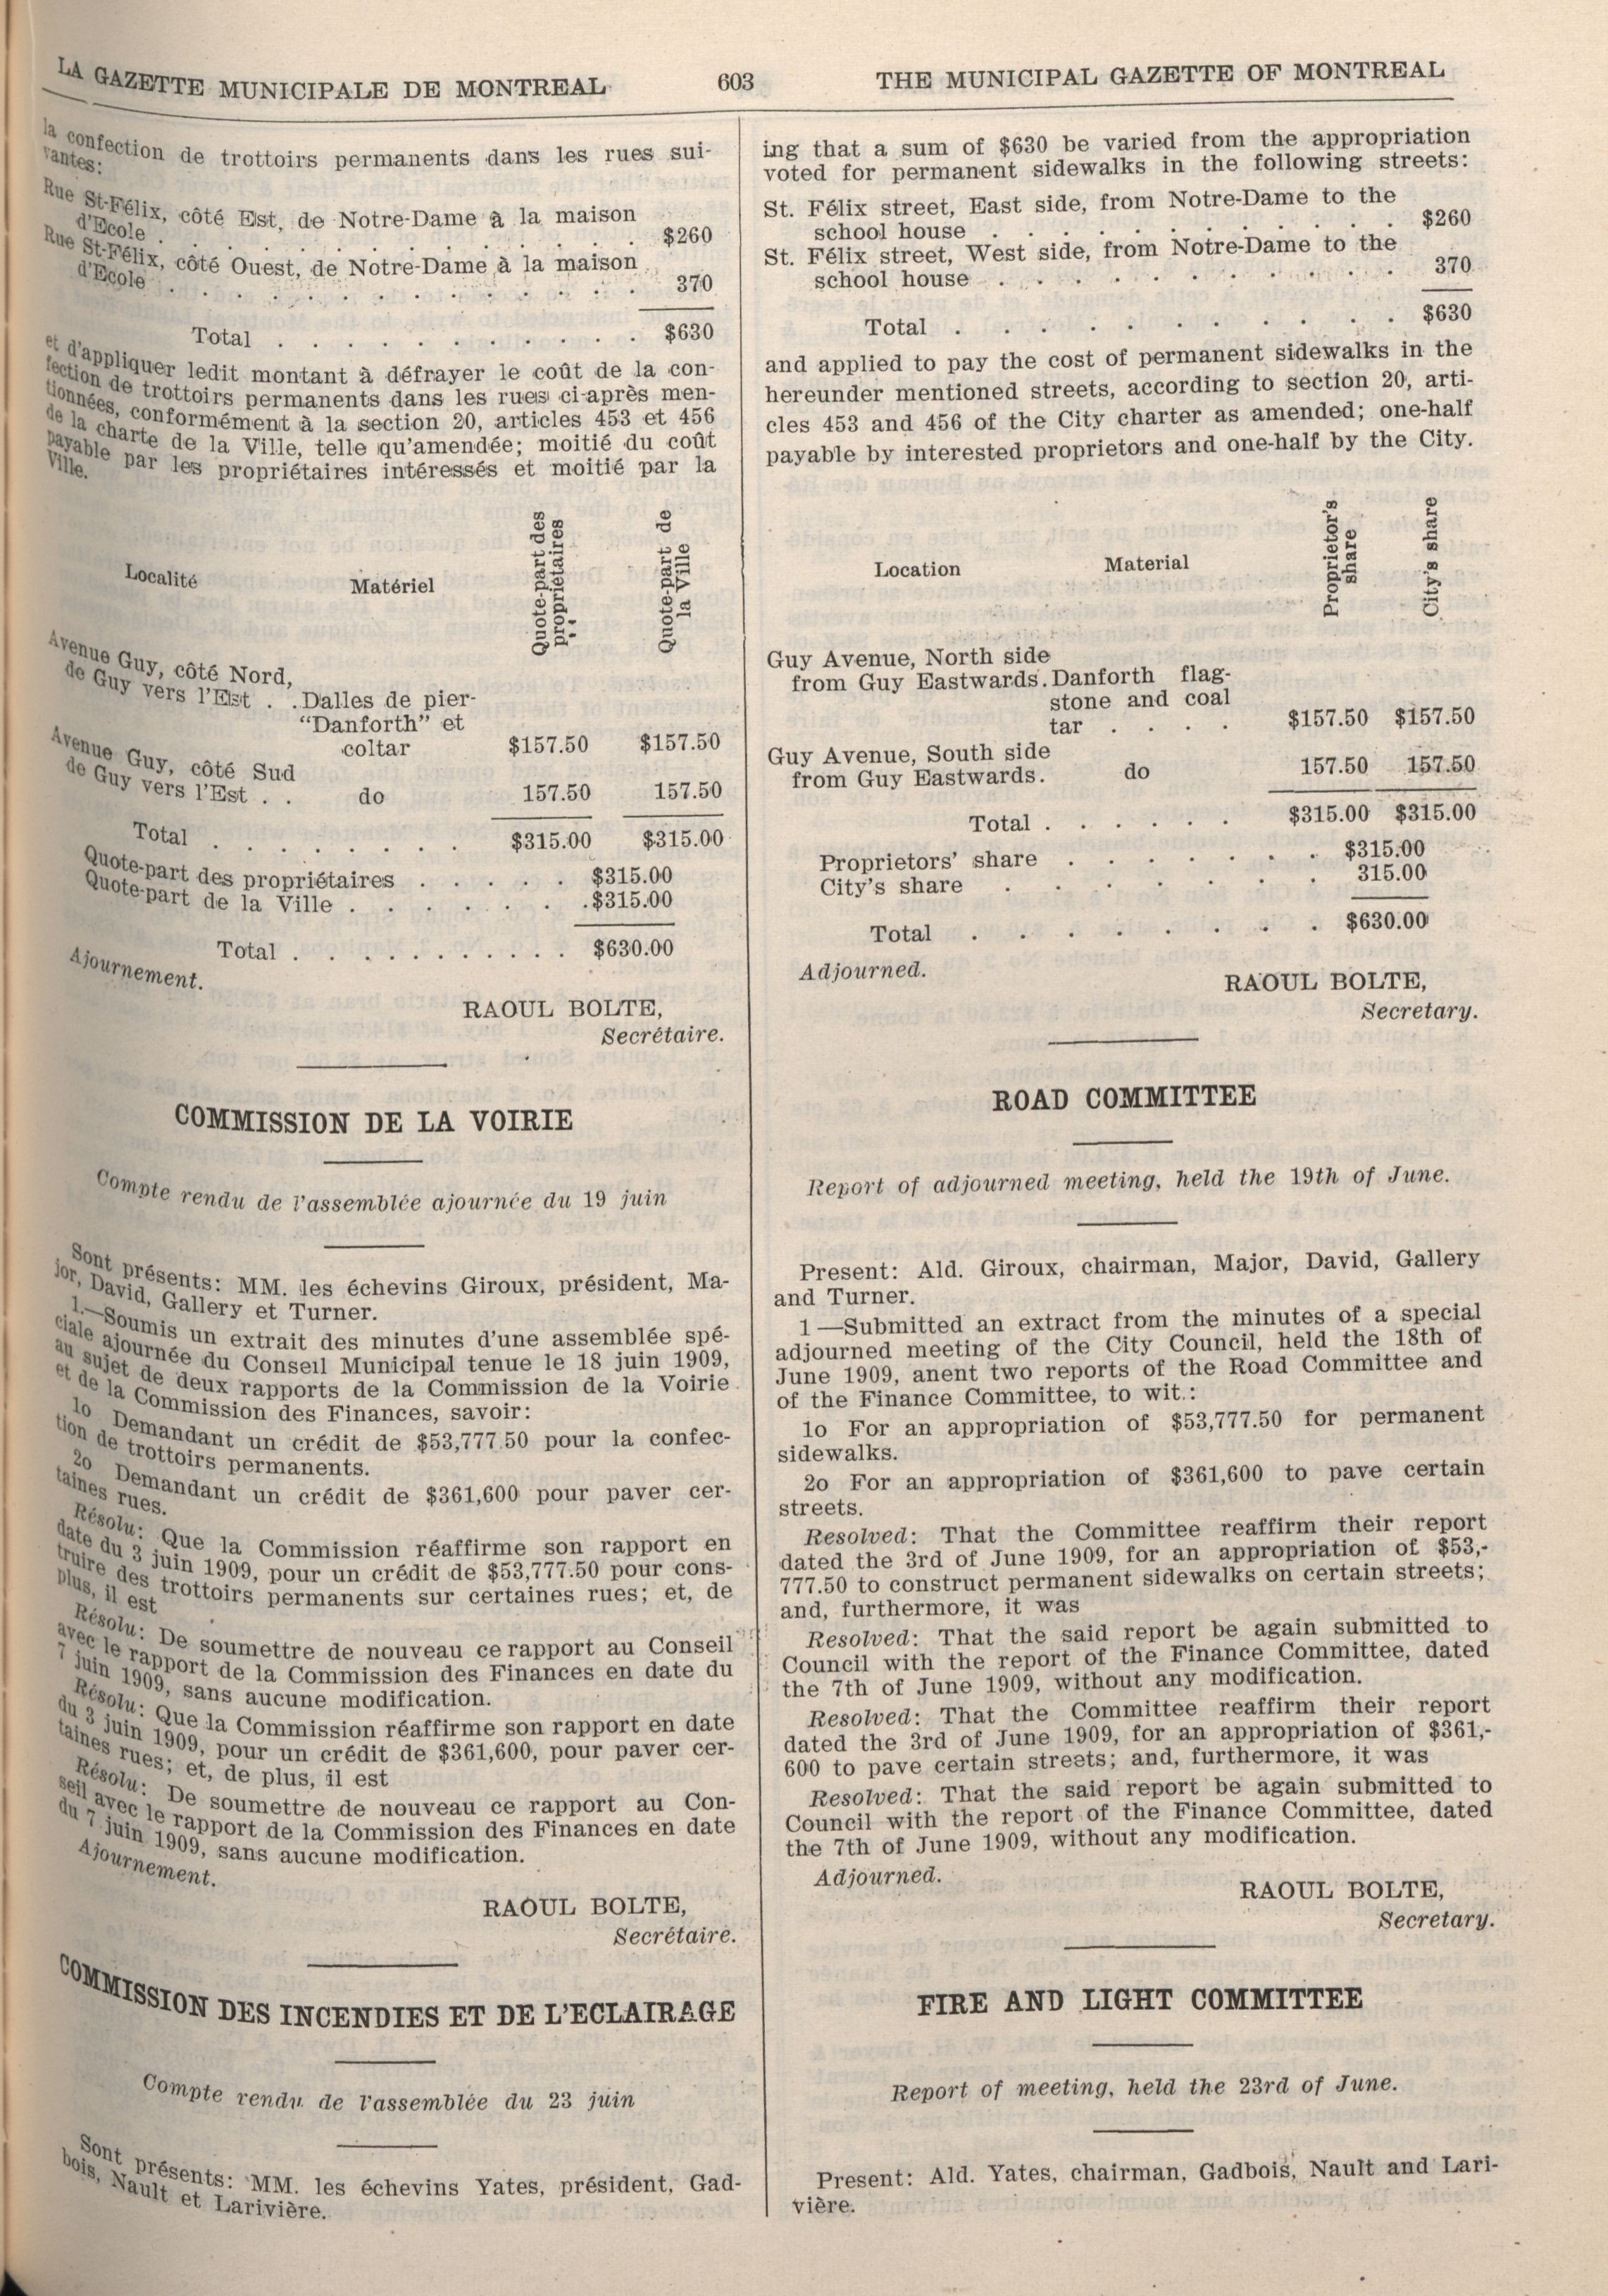 LA GAZETTE MUNICIPALE DE MONTREAL 603 THE MUNICIPAL GAZETTE OF MONTREAL
la confection de trottoirs permanents dans les rues sui-
vantes:
Rue St-Félix, côté Est, de Notre-Dame à la maison
d'Ecole . . . . . . . . . . . . $260
Rue St-Félix, côté Ouest, de Notre-Dame à la maison
d'Ecole . . . . . . . . . . . . 370
Total . . . . . . . . . . . $630
et d'appliquer ledit montant à défrayer le coût de la con-
fection de trottoirs permanents dans les rues ci-après men-
tionnées, conformément à la section 20, articles 453 et 456
de la charte de la Ville, telle qu'amendée; moitié du coût
payable par les propriétaires intéressés et moitié par la
Ville.
Localité
Matériel
Quote-part des
propriétaires
Quote-part de
la Ville
Avenue Guy, côté Nord,
de Guy vers l'Est . . Dalles de pier-
"Danforth" et
coltar $157.50 $157.50
Avenue Guy, côté Sud
de Guy vers l'Est . . do 157.50 157.50
Total . . . . . . . . $315.00 $315.00
Quote-part des propriétaires . . . . . $315.00
Quote-part de la Ville . . . . . . . $315.00
Total . . . . . . . . . . . $630.00
Ajournement.
RAOUL BOLTE,
Secrétaire.
COMMISSION DE LA VOIRIE
Compte rendu de l'assemblée ajournée du 19 juin
Sont présents: MM. les échevins Giroux, président, Ma-
jor, David, Gallery et Turner.
1.—Soumis un extrait des minutes d'une assemblée spé-
ciale ajournée du Conseil Municipal tenue le 18 juin 1909,
au sujet de deux rapports de la Commission de la Voirie
et de la Commission des Finances, savoir:
1o Demandant un crédit de $53,777.50 pour la confec-
tion de trottoirs permanents.
2o Demandant un crédit de $361,600 pour paver cer-
taines rues.
Résolu: Que la Commission réaffirme son rapport en
date du 3 juin 1909, pour un crédit de $53,777.50 pour cons-
truire des trottoirs permanents sur certaines rues; et, de
plus, il est
Résolu: De soumettre de nouveau ce rapport au Conseil
avec le rapport de la Commission des Finances en date du
7 juin 1909, sans aucune modification.
Résolu: Que la Commission réaffirme son rapport en date
du 3 juin 1909, pour un crédit de $361,600, pour paver cer-
taines rues; et, de plus, il est
Résolu: De soumettre de nouveau ce rapport au Con-
seil avec le rapport de la Commission des Finances en date
du 7 juin 1909, sans aucune modification.
Ajournement.
RAOUL BOLTE,
Secrétaire.
COMMISSION DES INCENDIES ET DE L'ECLAIRAGE
Compte rendu de l'assemblée du 23 juin
Sont présents: MM. les échevins Yates, président, Gad-
bois, Nault et Larivière.
ing that a sum of $630 be varied from the appropriation
voted for permanent sidewalks in the following streets:
St. Félix street, East side, from Notre-Dame to the
school house . . . . . . . . . . $260
St. Félix street, West side, from Notre-Dame to the
school house . . . . . . . . . . 370
Total . . . . . . . . . . . $630
and applied to pay the cost of permanent sidewalks in the
hereunder mentioned streets, according to section 20, arti-
cles 453 and 456 of the City charter as amended; one-half
payable by interested proprietors and one-half by the City.
Location
Material
Proprietor's
share
City's share
Guy Avenue, North side
from Guy Eastwards. Danforth flag-
stone and coal
tar . . . . $157.50 $157.50
Guy Avenue, South side
from Guy Eastwards. do 157.50 157.50
Total . . . . . . $315.00 $315.00
Proprietors' share . . . . . . . $315.00
City's share . . . . . . . 315.00
Total . . . . . . . . $630.00
Adjourned.
RAOUL BOLTE,
Secretary.
ROAD COMMITTEE
Report of adjourned meeting, held the 19th of June.
Present: Ald. Giroux, chairman, Major, David, Gallery
and Turner.
1 —Submitted an extract from the minutes of a special
adjourned meeting of the City Council, held the 18th of
June 1909, anent two reports of the Road Committee and
of the Finance Committee, to wit.:
1o For an appropriation of $53,777.50 for permanent
sidewalks.
2o For an appropriation of $361,600 to pave certain
streets.
Resolved: That the Committee reaffirm their report
dated the 3rd of June 1909, for an appropriation of $53,-
777.50 to construct permanent sidewalks on certain streets;
and, furthermore, it was
Resolved: That the said report be again submitted to
Council with the report of the Finance Committee, dated
the 7th of June 1909, without any modification.
Resolved: That the Committee reaffirm their report
dated the 3rd of June 1909, for an appropriation of $361,-
600 to pave certain streets; and, furthermore, it was
Resolved: That the said report be again submitted to
Council with the report of the Finance Committee, dated
the 7th of June 1909, without any modification.
Adjourned.
RAOUL BOLTE,
Secretary.
FIRE AND LIGHT COMMITTEE
Report of meeting, held the 23rd of June.
Present: Ald. Yates, chairman, Gadbois, Nault and Lari-
vière.